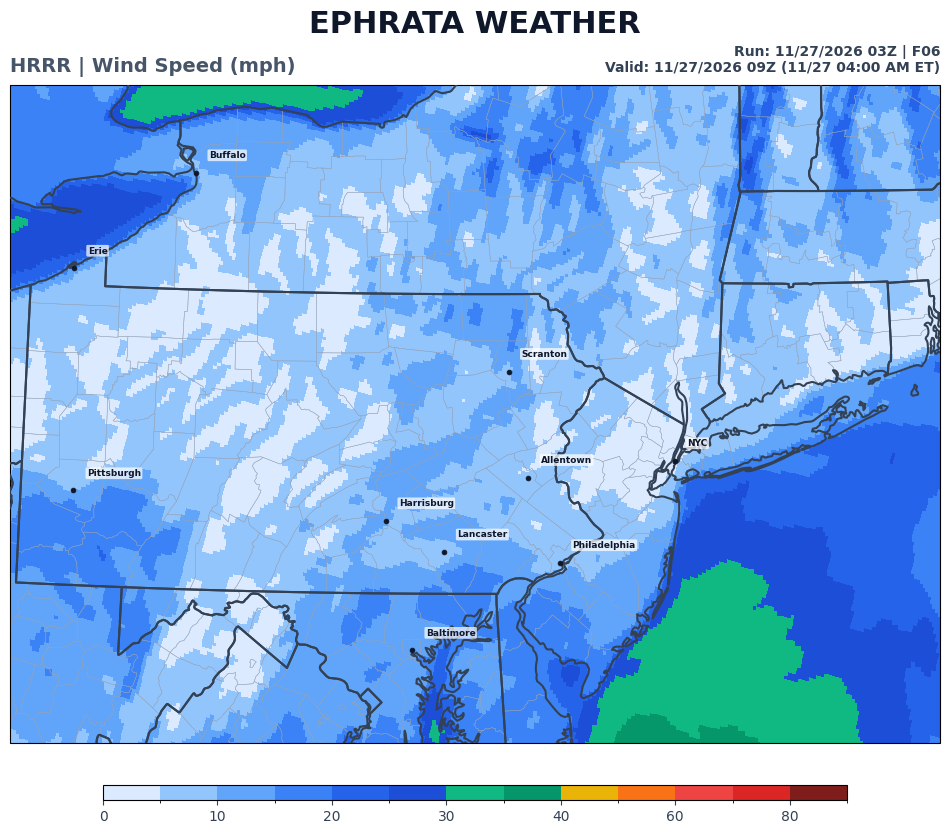 EPHRATA WEATHER
HRRR | Wind Speed (mph)
Run: 11/27/2026 03Z | F06
Valid: 11/27/2026 09Z (11/27 04:00 AM ET)
Buffalo
Erie
Scranton
NYC
Allentown
Pittsburgh
Harrisburg
Lancaster
Philadelphia
Baltimore
0 10 20 30 40 60 80